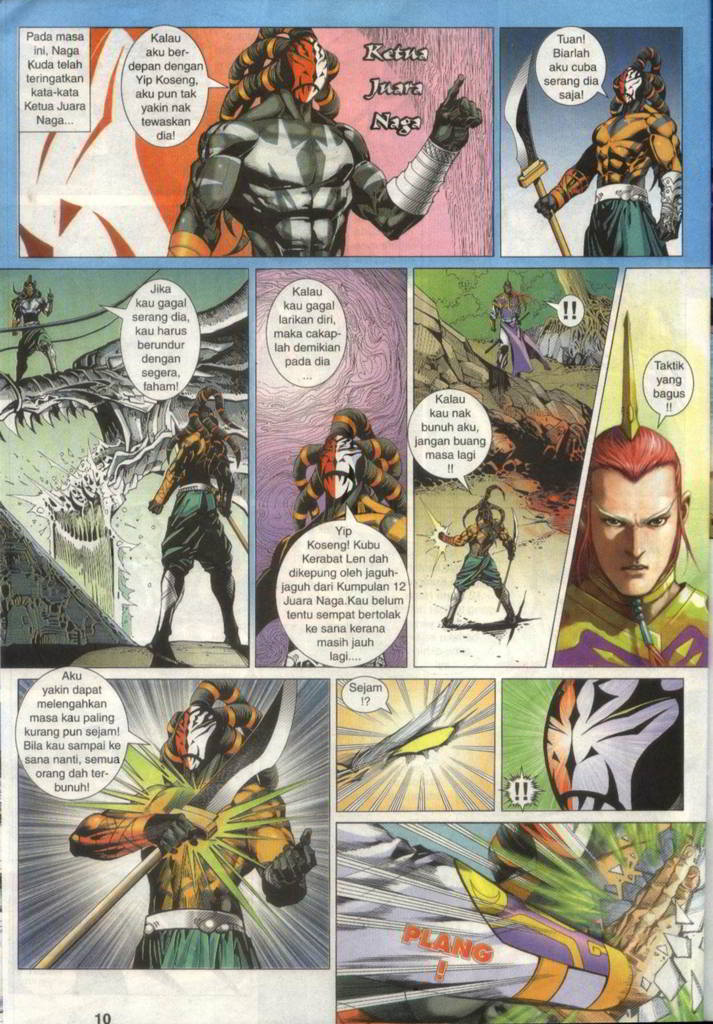 Pada masa
ini, Naga
Kuda telah
teringatkan
kata-kata
Ketua Juara
Naga...
Kalau
aku ber-
depan dengan
Yip Koseng,
aku pun tak
yakin nak
tewaskan
dia!
Ketua
Juara
Naga
Tuan!
Biarlah
aku cuba
serang dia
saja!
Jika
kau gagal
serang dia,
kau harus
berundur
dengan
segera,
faham!
Kalau
kau gagal
larikan diri,
maka cakap-
lah demikian
pada dia
...
Yip
Koseng! Kubu
Kerabat Len dah
dikepung oleh jaguh-
jaguh dari Kumpulan 12
Juara Naga.Kau belum
tentu sempat bertolak
ke sana kerana
masih jauh
lagi....
!!
Kalau
kau nak
bunuh aku,
jangan buang
masa lagi
!!
Taktik
yang
bagus
!!
Aku
yakin dapat
melengahkan
masa kau paling
kurang pun sejam!
Bila kau sampai ke
sana nanti, semua
orang dah ter-
bunuh!
Sejam
!?
!!
PLANG
!
10